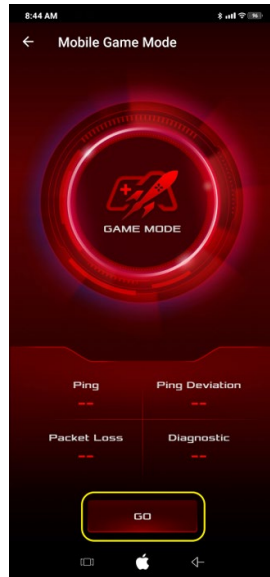 8:44 AM
Mobile Game Mode
GAME MODE
Ping
Ping Deviation
--
--
Packet Loss
Diagnostic
--
--
GO